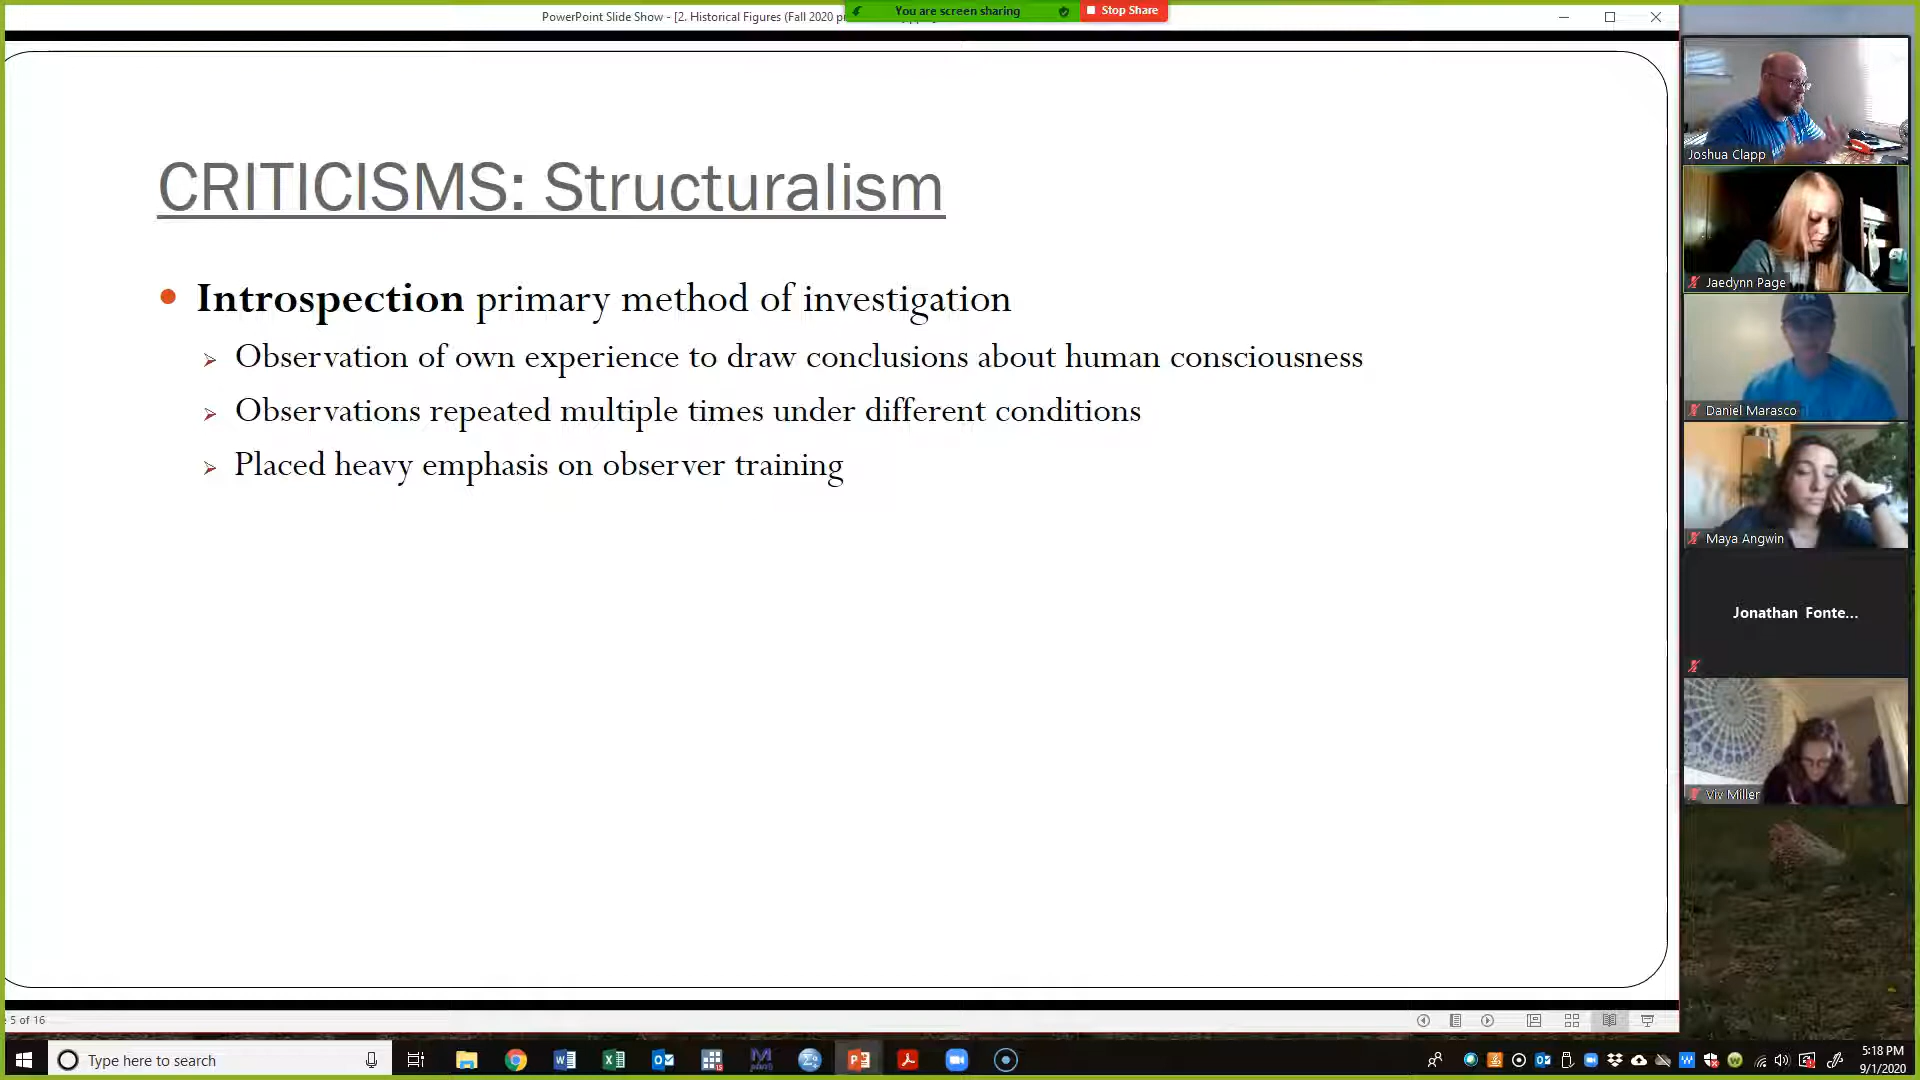 PowerPoint Slide Show - [2. Historical Figures (Fall 2020
You are screen sharing
Stop Share
CRITICISMS: Structuralism
Introspection primary method of investigation
Observation of own experience to draw conclusions about human consciousness
Observations repeated multiple times under different conditions
Placed heavy emphasis on observer training
Joshua Clapp
Jaedynn Page
Daniel Marasco
Maya Angwin
Jonathan Fonte...
Viv Miller
5 of 16
Type here to search
5:18 PM
9/1/2020